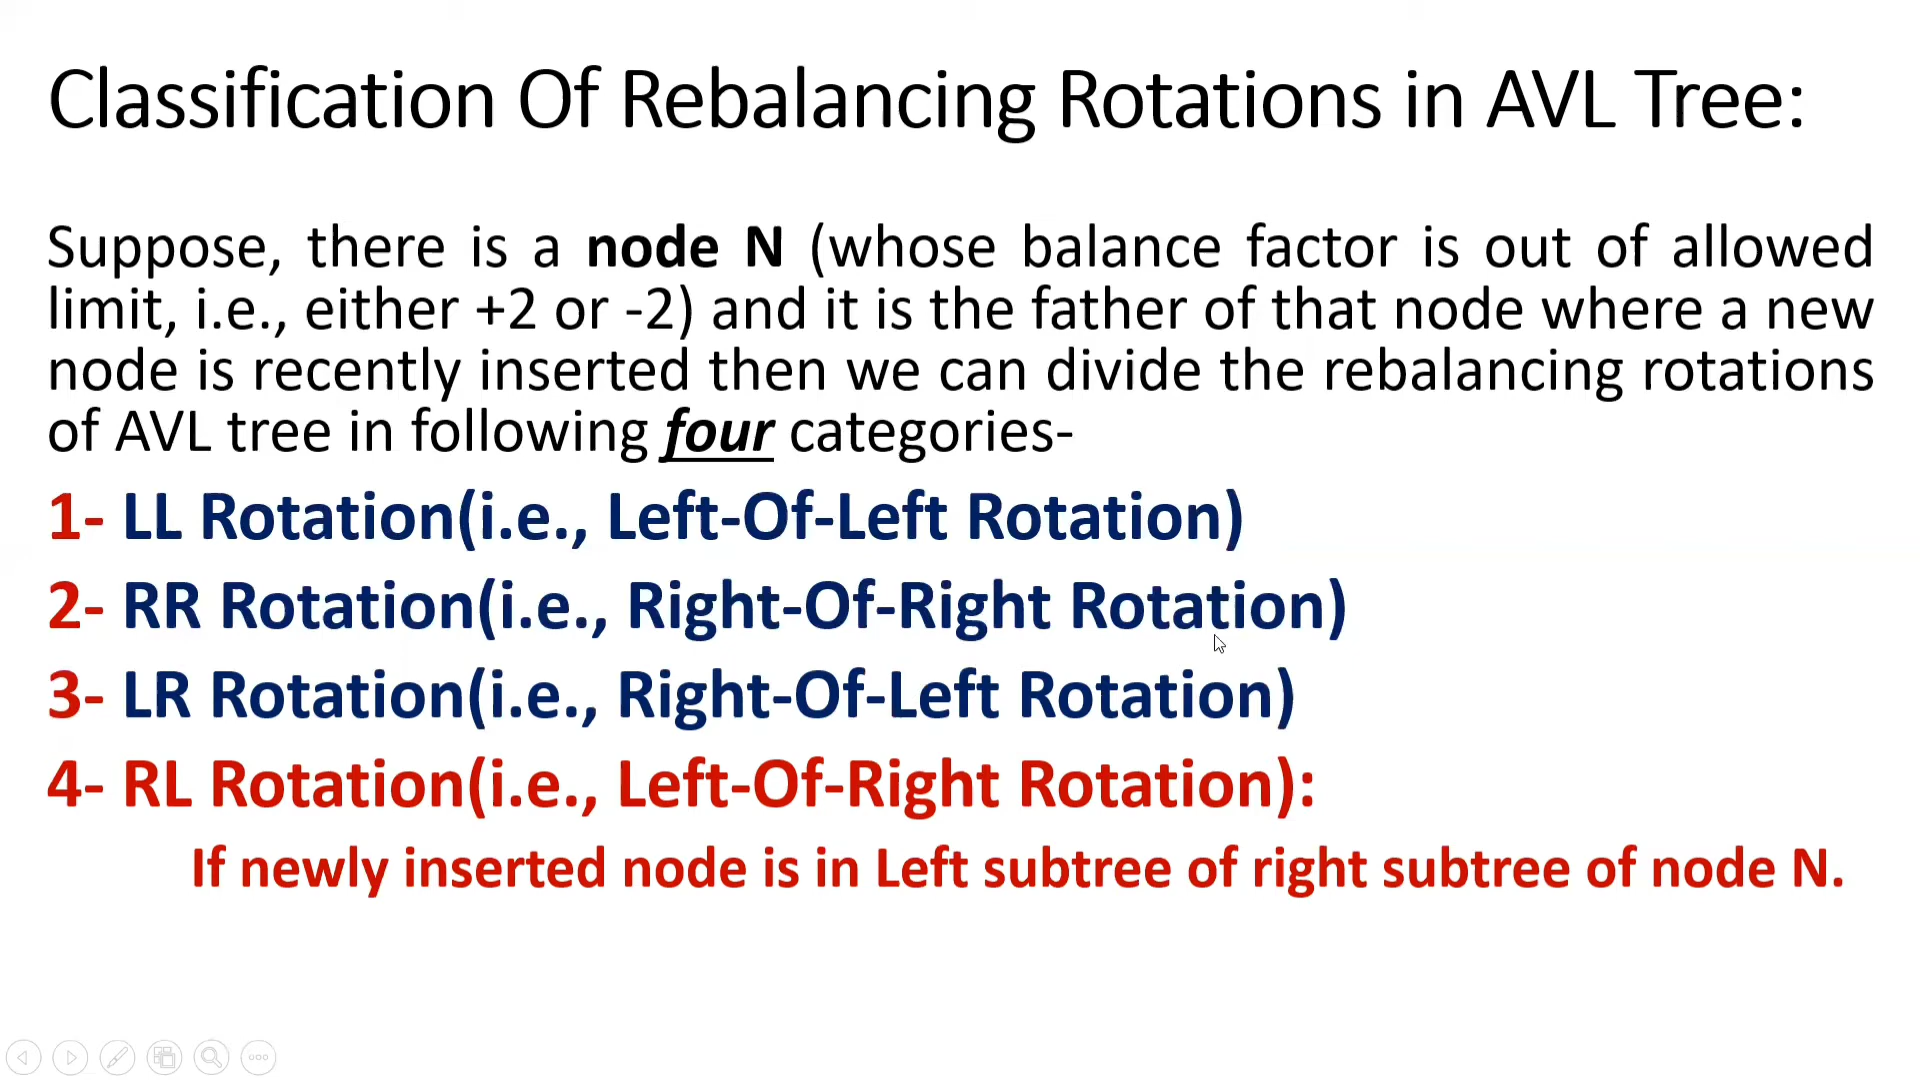 Classification Of Rebalancing Rotations in AVL Tree:
Suppose, there is a node N (whose balance factor is out of allowed
limit, i.e., either +2 or -2) and it is the father of that node where a new
node is recently inserted then we can divide the rebalancing rotations
of AVL tree in following four categories-
1- LL Rotation(i.e., Left-Of-Left Rotation)
2- RR Rotation(i.e., Right-Of-Right Rotation)
3- LR Rotation(i.e., Right-Of-Left Rotation)
4- RL Rotation(i.e., Left-Of-Right Rotation):
If newly inserted node is in Left subtree of right subtree of node N.